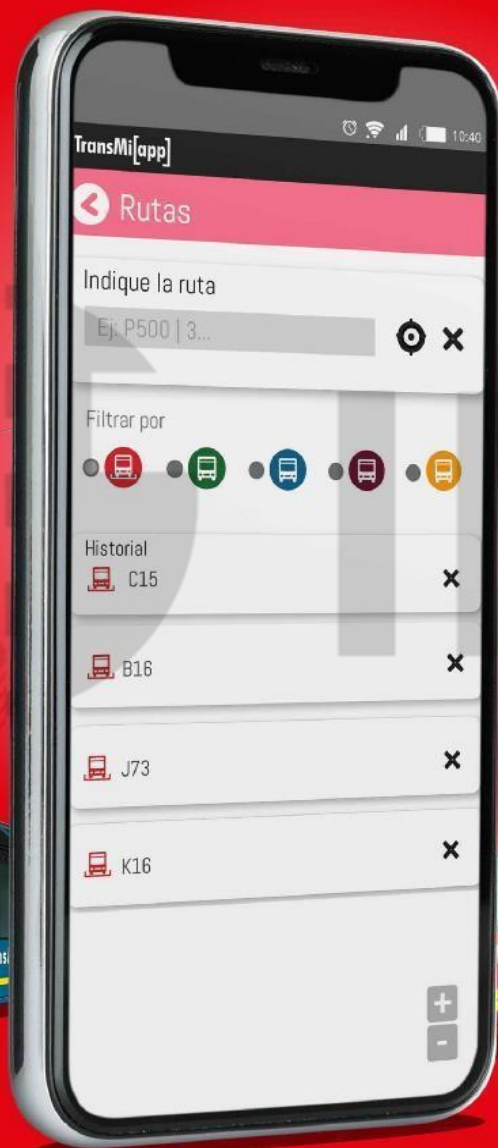 10:40
TransMi[app]
Rutas
Indique la ruta
Ej: P500 | 3...
Filtrar por
Historial
C15
B16
J73
K16
+
-